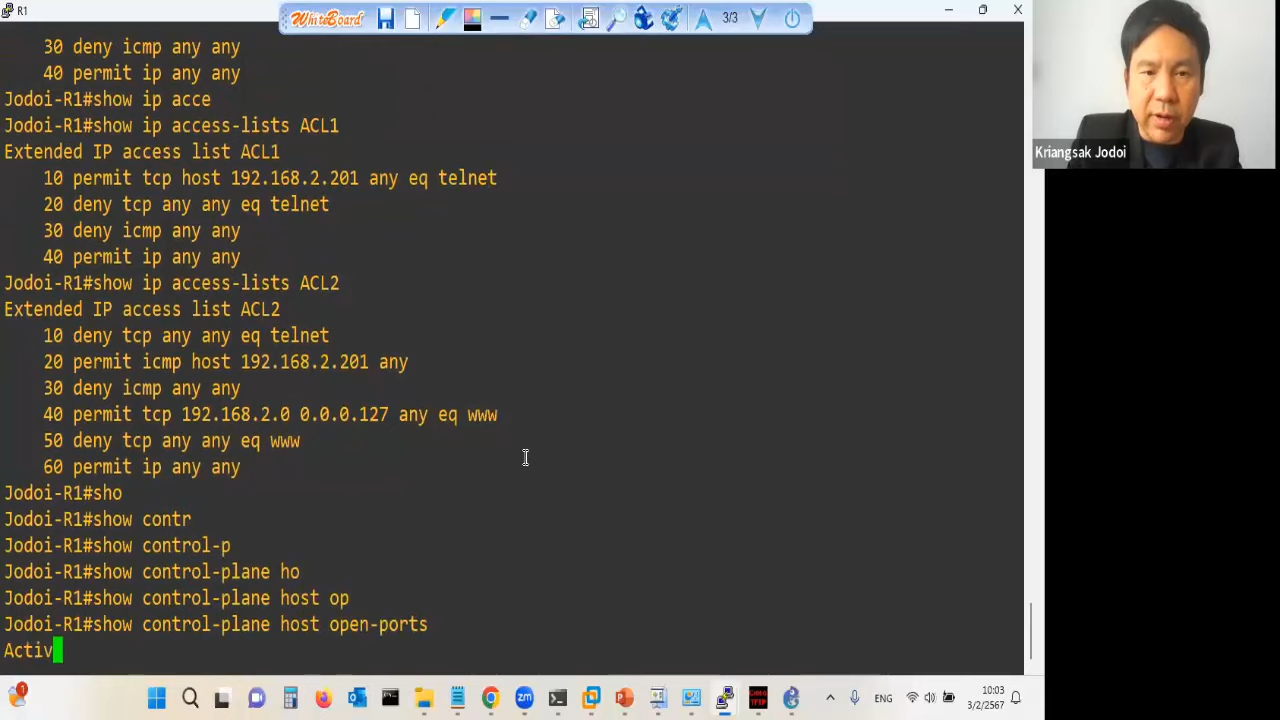 R1
WhiteBoard
3/3
30 deny icmp any any
40 permit ip any any
Jodoi-R1#show ip acce
Jodoi-R1#show ip access-lists ACL1
Extended IP access list ACL1
10 permit tcp host 192.168.2.201 any eq telnet
20 deny tcp any any eq telnet
30 deny icmp any any
40 permit ip any any
Jodoi-R1#show ip access-lists ACL2
Extended IP access list ACL2
10 deny tcp any any eq telnet
20 permit icmp host 192.168.2.201 any
30 deny icmp any any
40 permit tcp 192.168.2.0 0.0.0.127 any eq www
50 deny tcp any any eq www
60 permit ip any any
Jodoi-R1#sho
Jodoi-R1#show contr
Jodoi-R1#show control-p
Jodoi-R1#show control-plane ho
Jodoi-R1#show control-plane host op
Jodoi-R1#show control-plane host open-ports
Activ
Kriangsak Jodoi
1
zm
ENG
10:03
3/2/2567